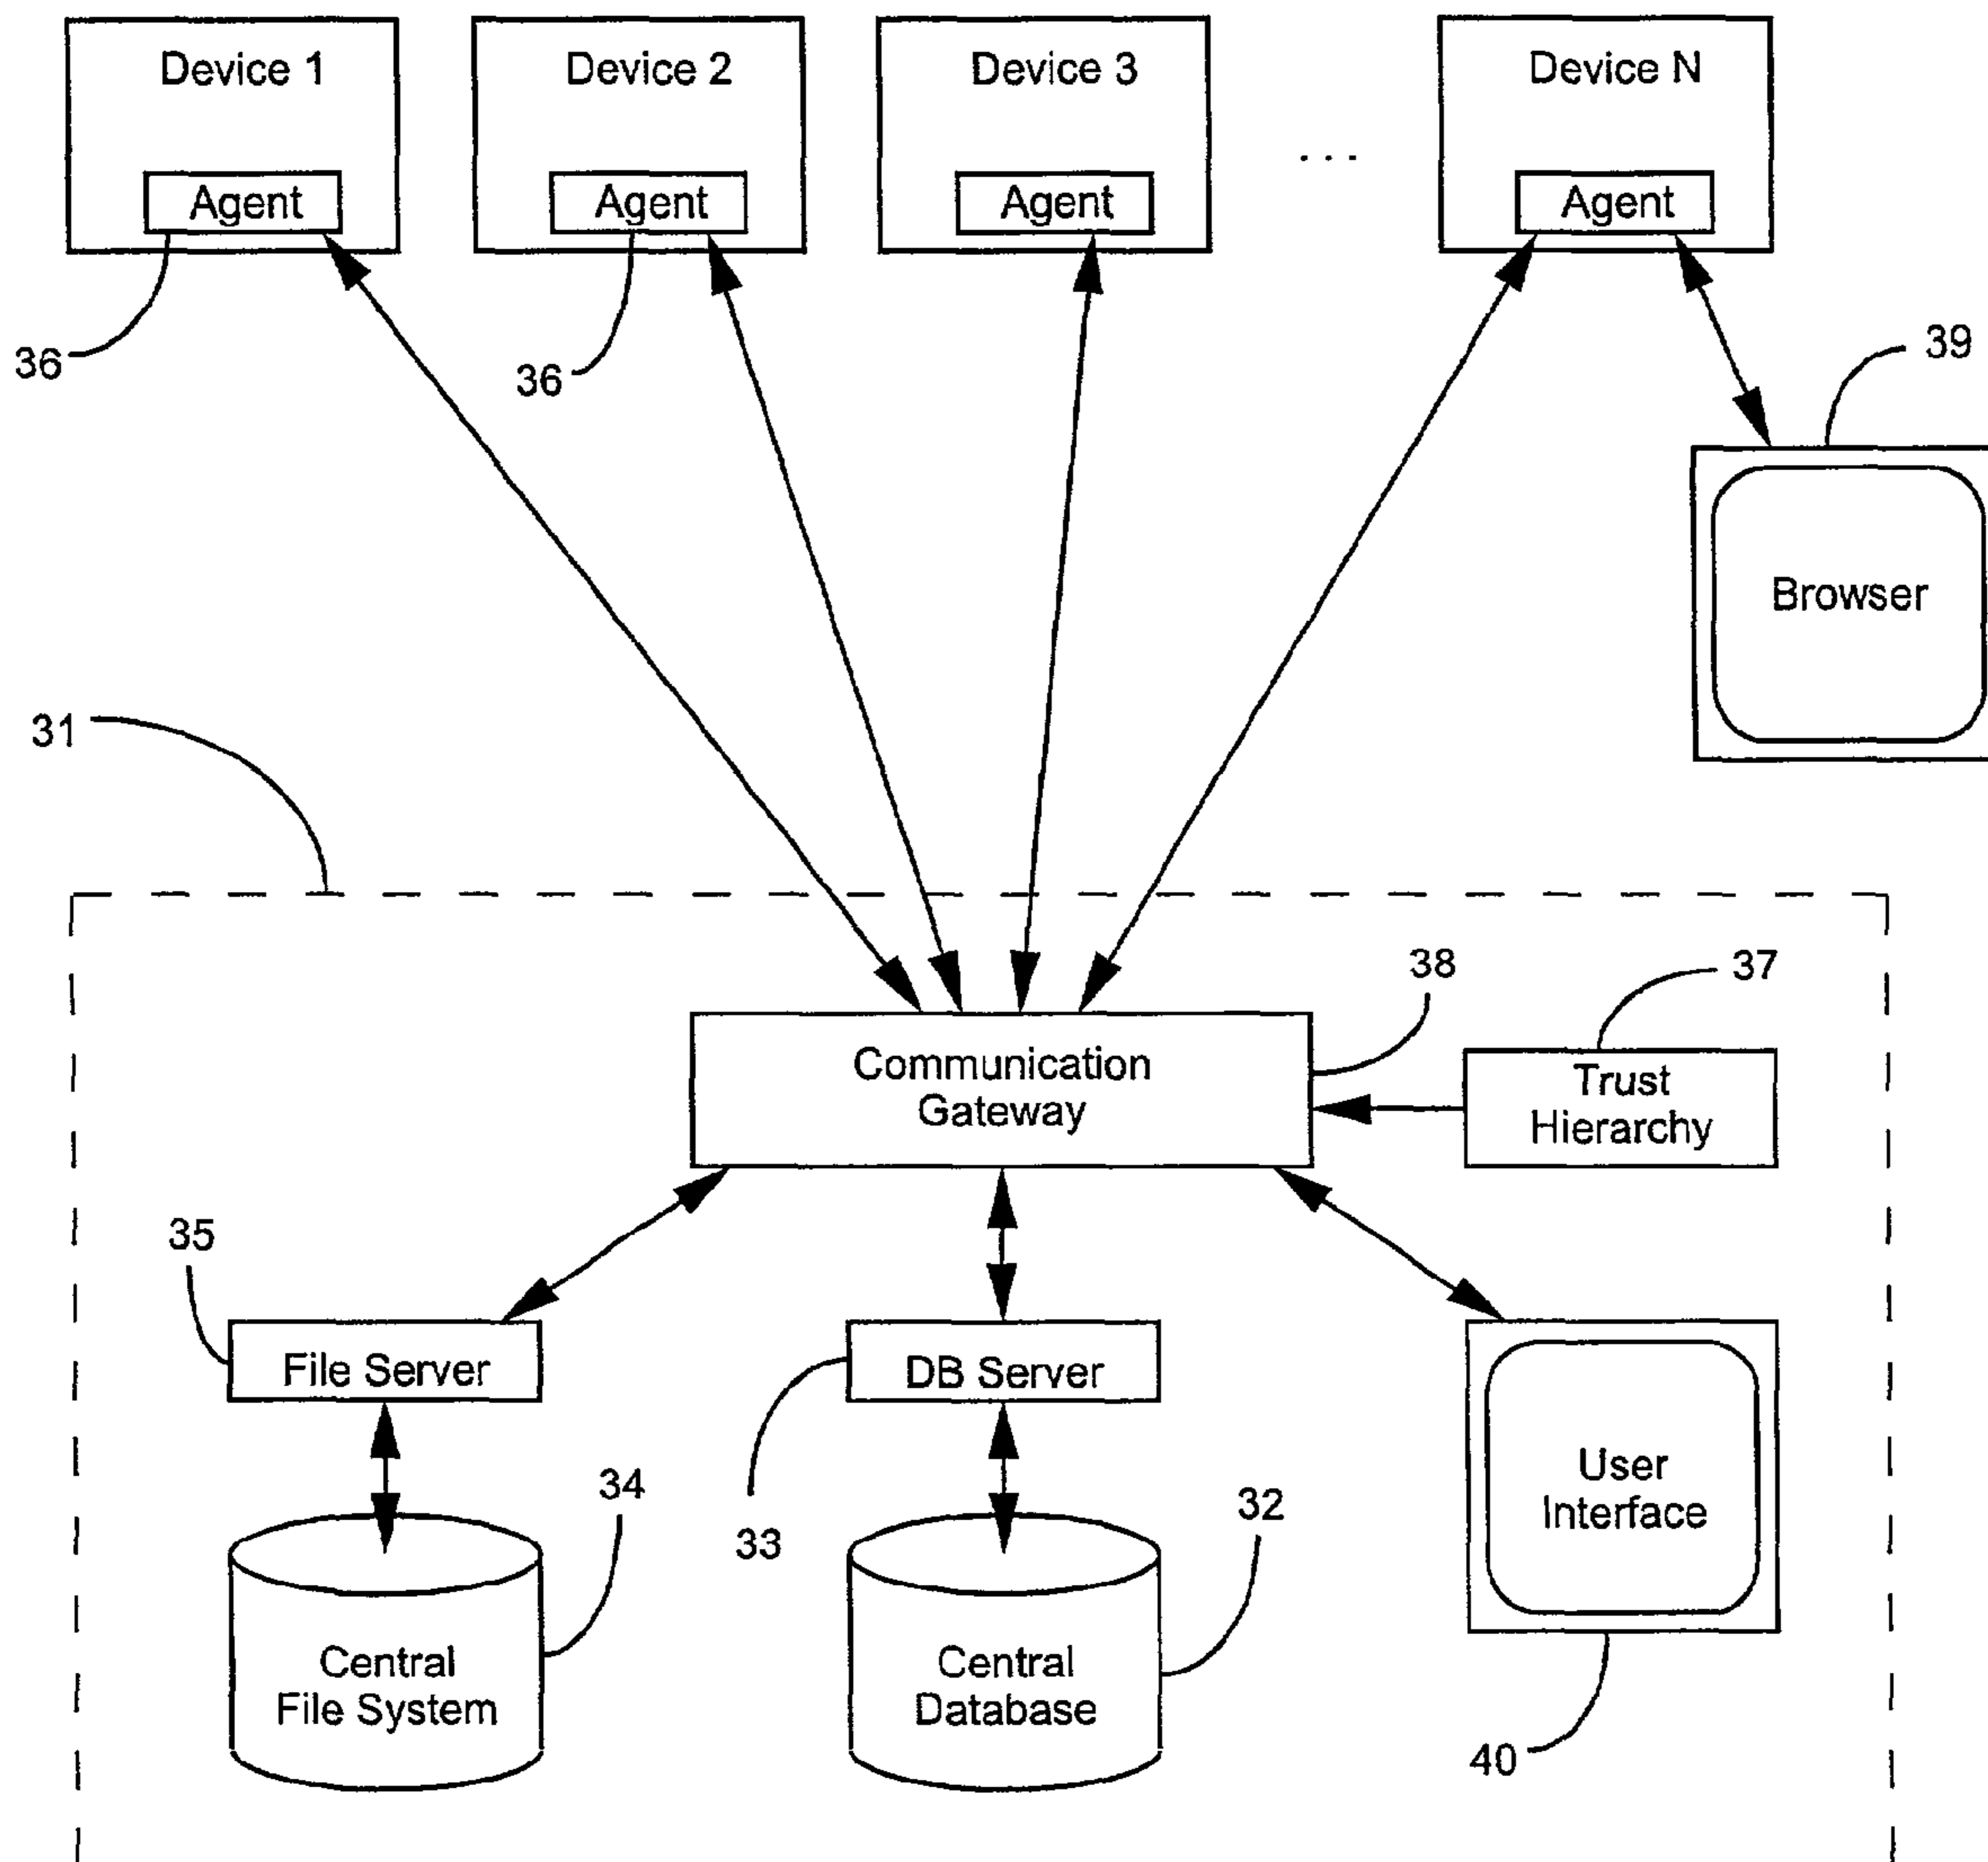 Device 1
Device 2
Device 3
Device N
...
Agent
Agent
Agent
Agent
36
36
39
Browser
31
38
37
Communication
Gateway
Trust
Hierarchy
35
File Server
DB Server
34
33
32
User
Interface
Central
File System
Central
Database
40